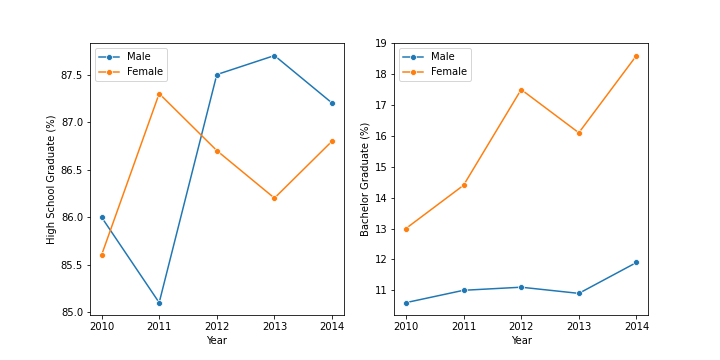 High School Graduate (%)
87.5
87.0
86.5
86.0
85.5
85.0
Male
Female
2010 2011 2012 2013 2014
Year
Bachelor Graduate (%)
19
18
17
16
15
14
13
12
11
Male
Female
2010 2011 2012 2013 2014
Year